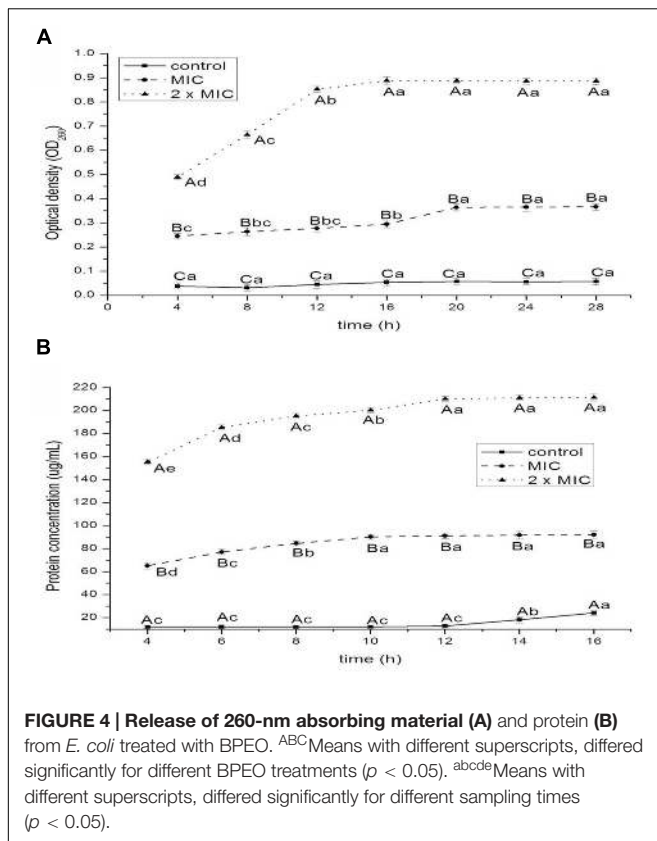 A
control
MIC
2 x MIC
Optical density (OD260)
1.0
0.9
0.8
0.7
0.6
0.5
0.4
0.3
0.2
0.1
0.0
Ad
Ac
Ab
Aa
Aa
Aa
Aa
Bc
Bbc
Bbc
Bb
Ba
Ba
Ba
Ca
Ca
Ca
Ca
Ca
Ca
Ca
0
4
8
12
16
20
24
28
time (h)
B
control
MIC
2 x MIC
Protein concentration (ug/mL)
220
200
180
160
140
120
100
80
60
40
20
Ae
Ad
Ac
Ab
Aa
Aa
Aa
Bd
Bc
Bb
Ba
Ba
Ba
Ba
Ac
Ac
Ac
Ac
Ac
Ab
Aa
4
6
8
10
12
14
16
time (h)
FIGURE 4 | Release of 260-nm absorbing material (A) and protein (B)
from E. coli treated with BPEO. ABCMeans with different superscripts, differed
significantly for different BPEO treatments (p < 0.05). abcdeMeans with
different superscripts, differed significantly for different sampling times
(p < 0.05).